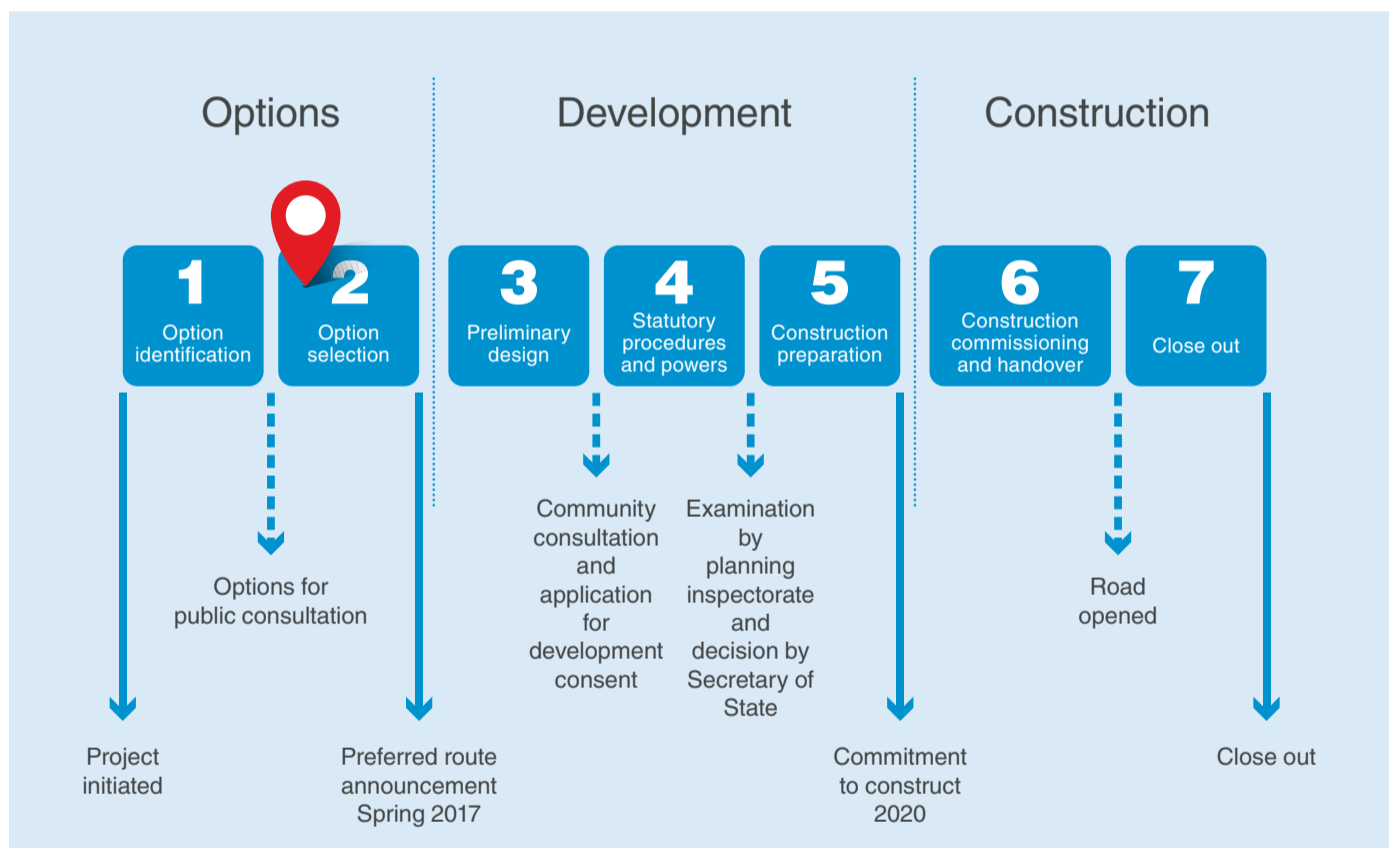 Options
Development
Construction
1
Option
identification
2
Option
selection
3
Preliminary
design
4
Statutory
procedures
and powers
5
Construction
preparation
6
Construction
commissioning
and handover
7
Close out
Project
initiated
Options for
public consultation
Preferred route
announcement
Spring 2017
Community
consultation
and
application
for
development
consent
Examination
by
planning
inspectorate
and
decision by
Secretary of
State
Commitment
to construct
2020
Road
opened
Close out